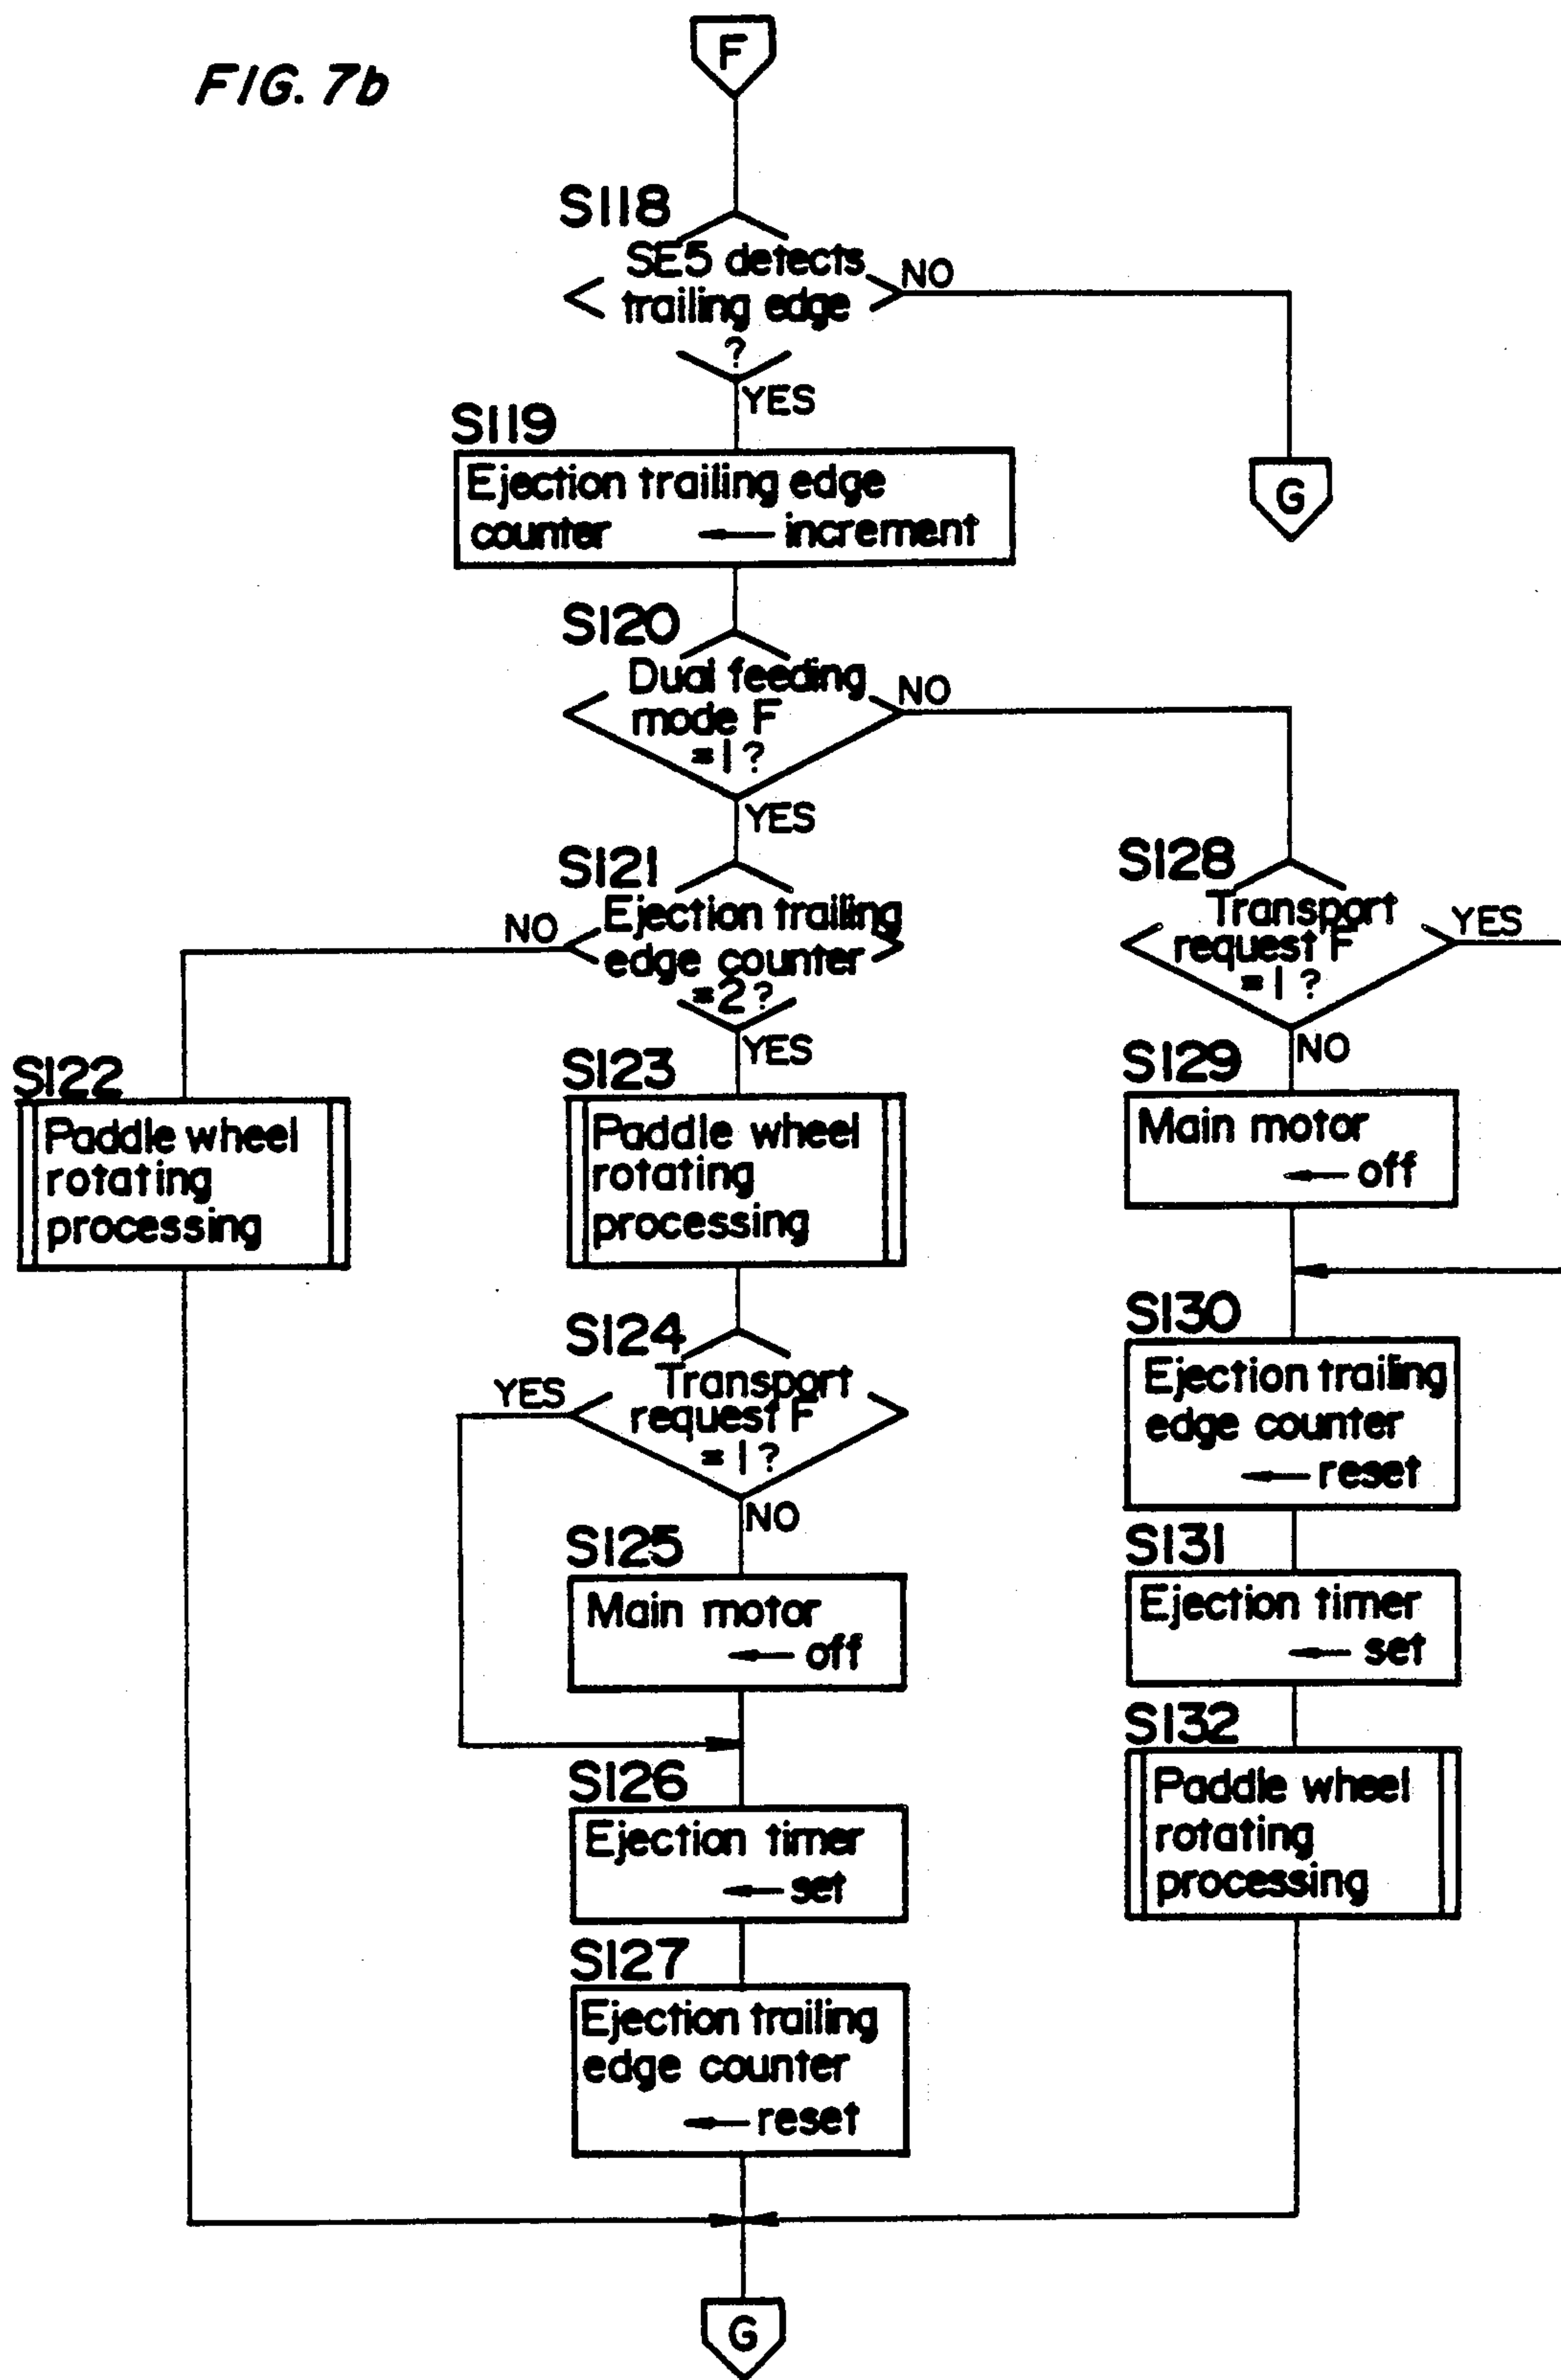 FIG. 7b
F
S118
SE5 detects
trailing edge
?
NO
YES
G
S119
Ejection trailing edge
counter ← increment
S120
Dual feeding
mode F
=1?
NO
YES
S121
Ejection trailing
edge counter
=2?
NO
YES
S128
Transport
request F
=1?
YES
NO
S122
Paddle wheel
rotating
processing
S123
Paddle wheel
rotating
processing
S129
Main motor
← off
S124
Transport
request F
=1?
YES
NO
S130
Ejection trailing
edge counter
← reset
S125
Main motor
← off
S131
Ejection timer
← set
S126
Ejection timer
← set
S132
Paddle wheel
rotating
processing
S127
Ejection trailing
edge counter
← reset
G